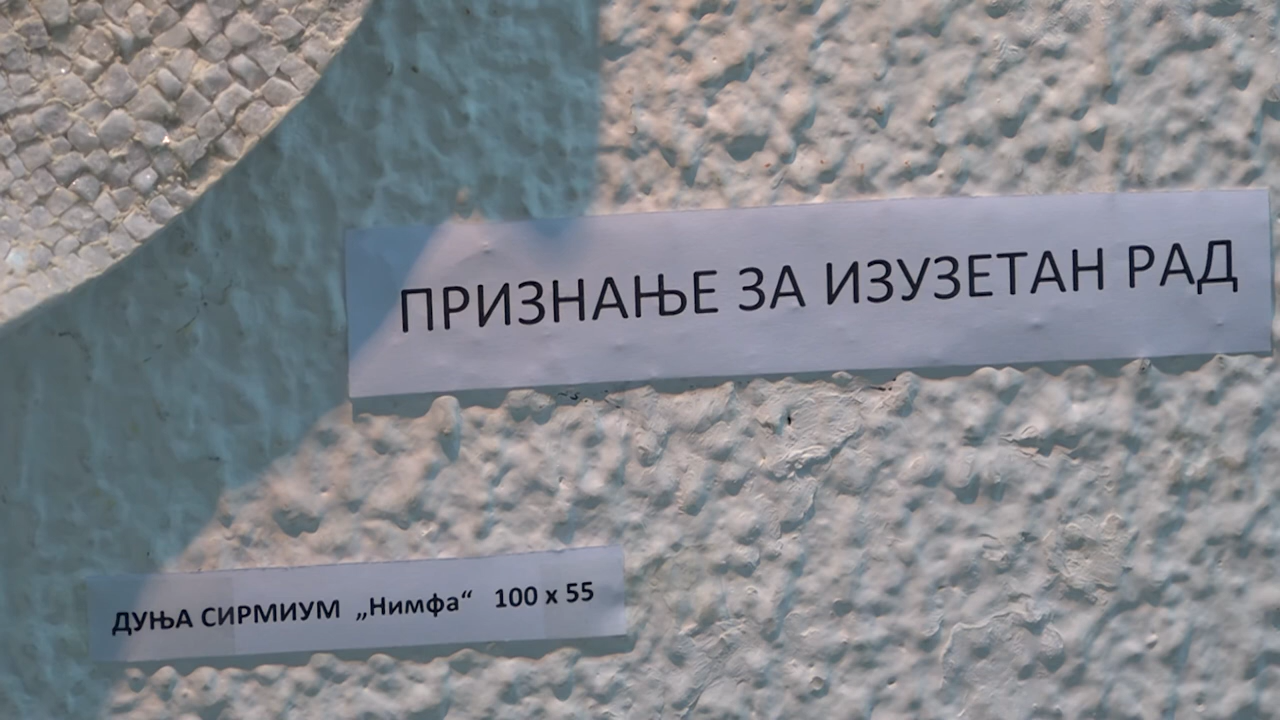 ПРИЗНАЊЕ ЗА ИЗУЗЕТАН РАД
ДУЊА СИРМИУМ „Нимфа“ 100 x 55